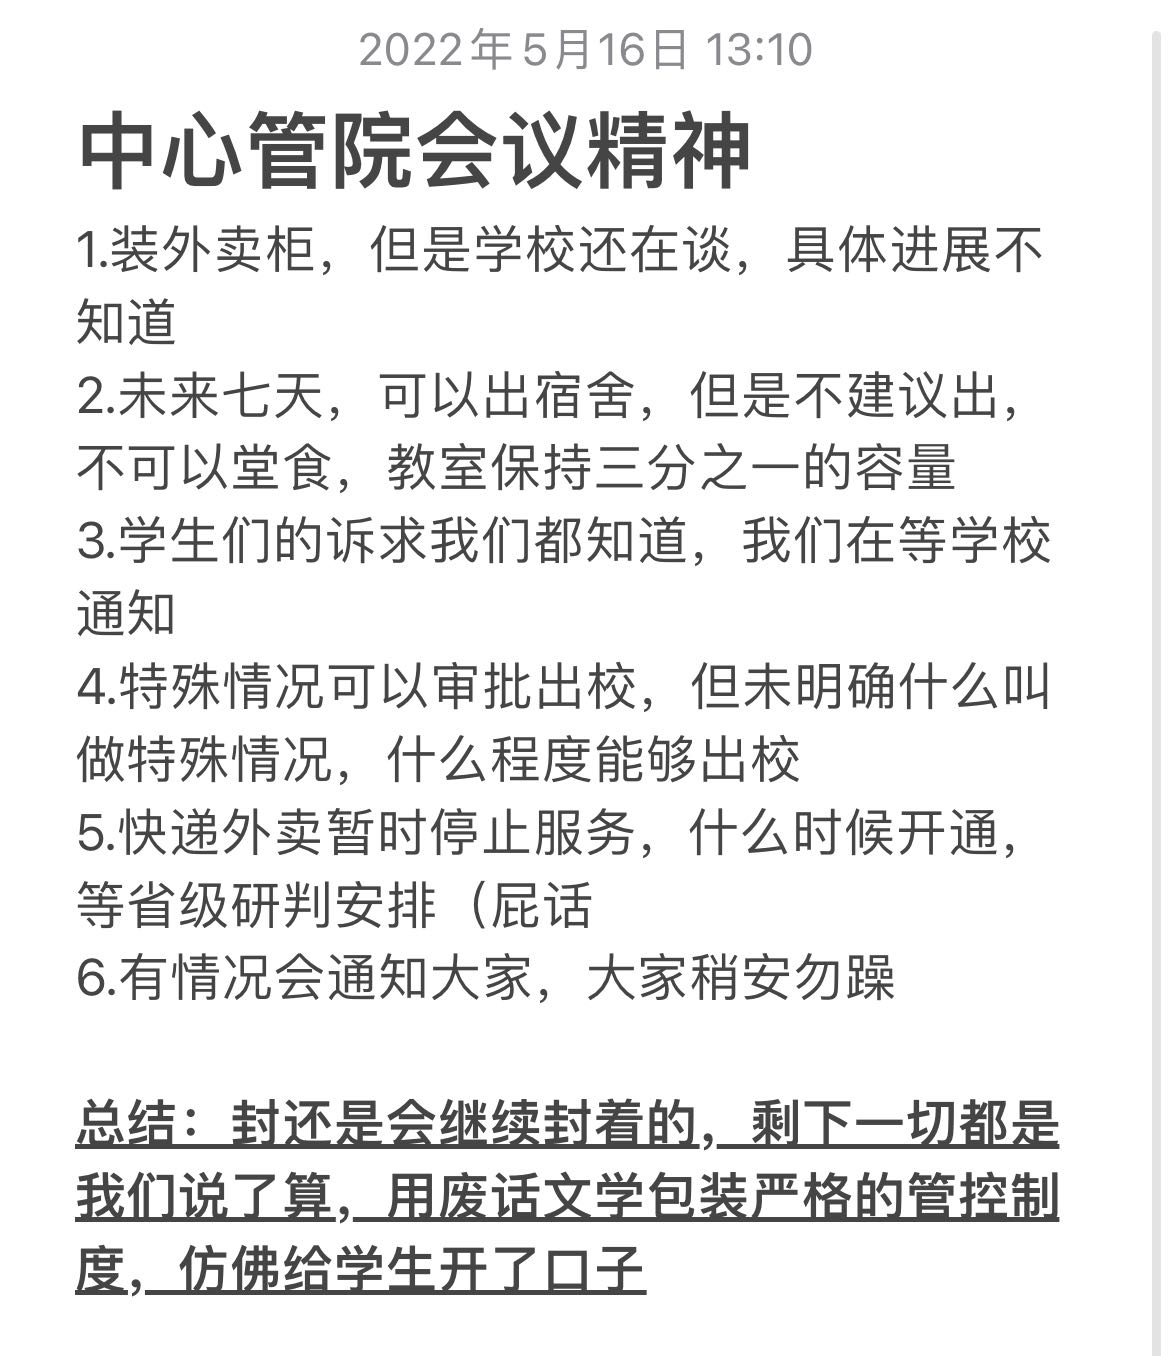 2022年5月16日 13:10
中心管院会议精神
1.装外卖柜，但是学校还在谈，具体进展不
知道
2.未来七天，可以出宿舍，但是不建议出，
不可以堂食，教室保持三分之一的容量
3.学生们的诉求我们都知道，我们在等学校
通知
4.特殊情况可以审批出校，但未明确什么叫
做特殊情况，什么程度能够出校
5.快递外卖暂时停止服务，什么时候开通，
等省级研判安排（屁话
6.有情况会通知大家，大家稍安勿躁
总结：封还是会继续封着的，剩下一切都是
我们说了算，用废话文学包装严格的管控制
度，仿佛给学生开了口子